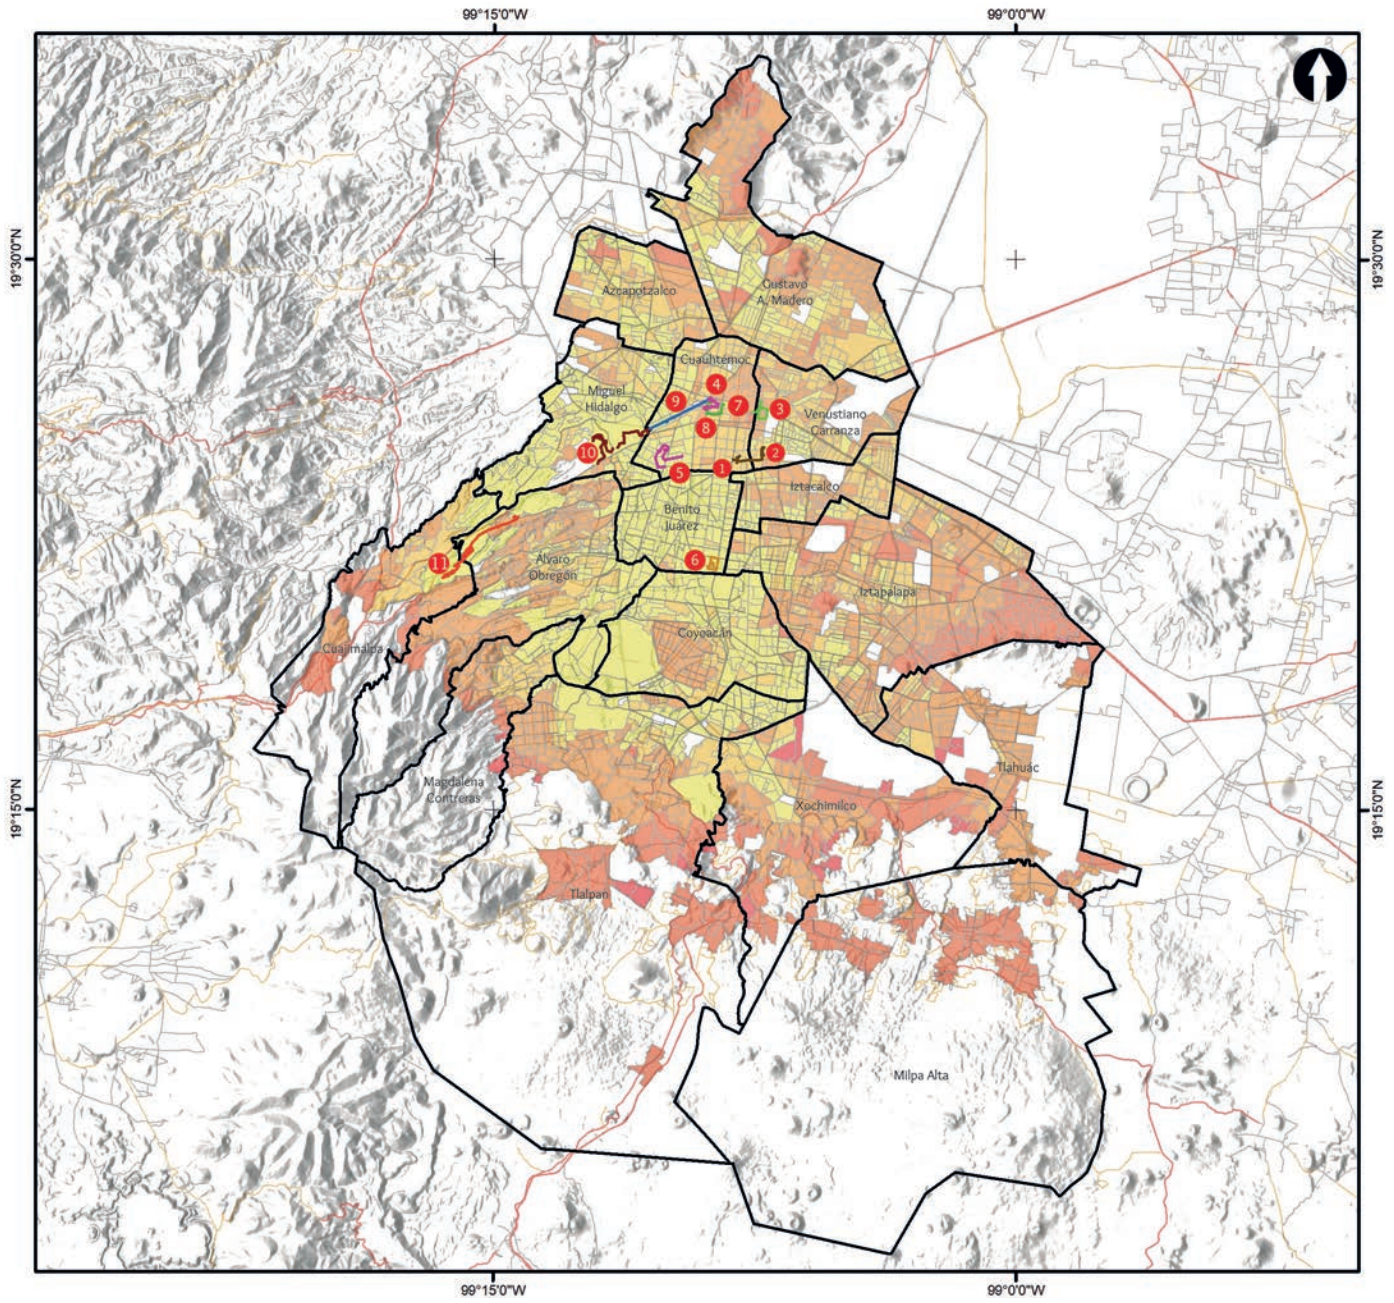 99°15'0"W
99°0'0"W
19°30'0"N
19°30'0"N
Azcapotzalco
Gustavo
A. Madero
Cuauhtemoc
4
Miguel
Hidalgo
9
7
3
Venustiano
Carranza
8
10
2
5
1
Iztacalco
Benito
Juárez
6
11
Alvaro
Obregón
Iztapalapa
Coyoacán
Cuajimalpa
Tlahuác
Magdalena
Contreras
Xochimilco
19°15'0"N
19°15'0"N
Tlalpan
Milpa Alta
99°15'0"W
99°0'0"W